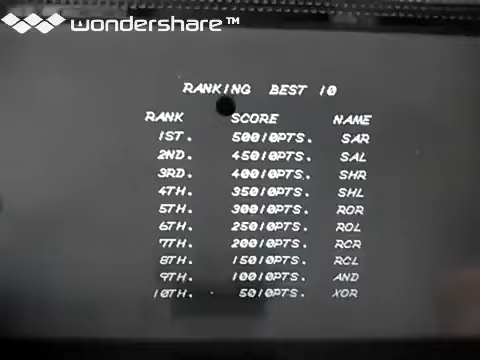 wondershare™
RANKING BEST 10
RANK SCORE NAME
1ST. 50010PTS. SAR
2ND. 45010PTS. SAL
3RD. 40010PTS. SHR
4TH. 35010PTS. SHL
5TH. 30010PTS. ROR
6TH. 25010PTS. ROL
7TH. 20010PTS. RCR
8TH. 15010PTS. RCL
9TH. 10010PTS. AND
10TH. 5010PTS. XOR